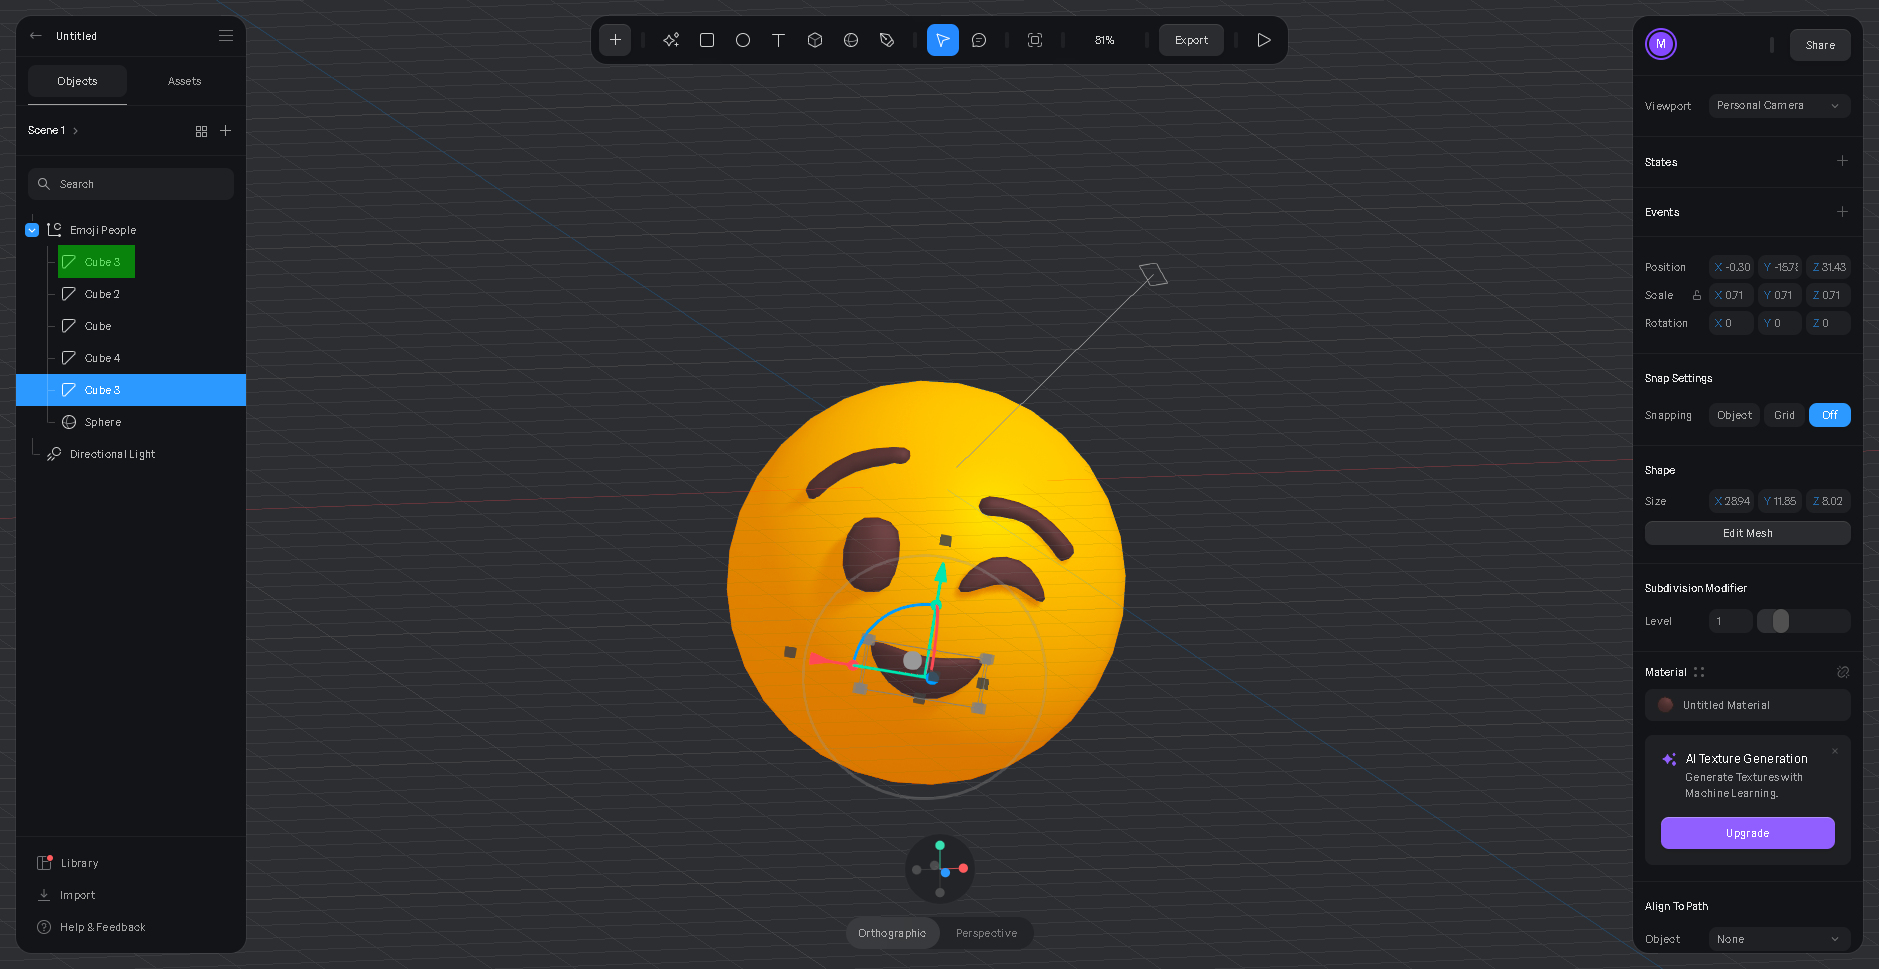 Untitled
Objects
Assets
Scene 1
Search
Emoji People
Cube 3
Cube 2
Cube
Cube 4
Cube 3
Sphere
Directional Light
Library
Import
Help & Feedback
T
31%
Export
Orthographic
Perspective
M
Share
Viewport
Personal Camera
States
Events
Position
X -0.30
Y -15.78
Z 31.43
Scale
X 0.71
Y 0.71
Z 0.71
Rotation
X 0
Y 0
Z 0
Snap Settings
Snapping
Object
Grid
Off
Shape
Size
X 28.94
Y 11.85
Z 8.02
Edit Mesh
Subdivision Modifier
Level
1
Material
Untitled Material
AI Texture Generation
Generate Textures with
Machine Learning.
Upgrade
Align To Path
Object
None